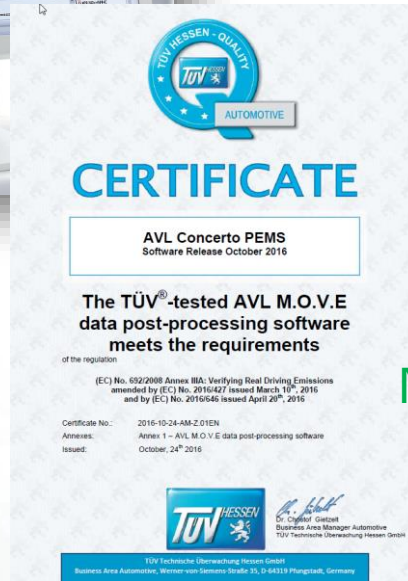 TÜV HESSEN - QUALITY
TÜV HESSEN
AUTOMOTIVE
CERTIFICATE
AVL Concerto PEMS
Software Release October 2016
The TÜV®-tested AVL M.O.V.E
data post-processing software
meets the requirements
of the regulation
(EC) No. 692/2008 Annex IIIA: Verifying Real Driving Emissions
amended by (EC) No. 2016/427 issued March 10th, 2016
and by (EC) No. 2016/646 issued April 20th, 2016
Certificate No.: 2016-10-24-AM-Z.01EN
Annexes: Annex 1 – AVL M.O.V.E data post-processing software
Issued: October, 24th 2016
TÜV HESSEN
Dr. Christof Gietzelt
Business Area Manager Automotive
TÜV Technische Überwachung Hessen GmbH
TÜV Technische Überwachung Hessen GmbH
Business Area Automotive, Werner-von-Siemens-Straße 35, D-64319 Pfungstadt, Germany